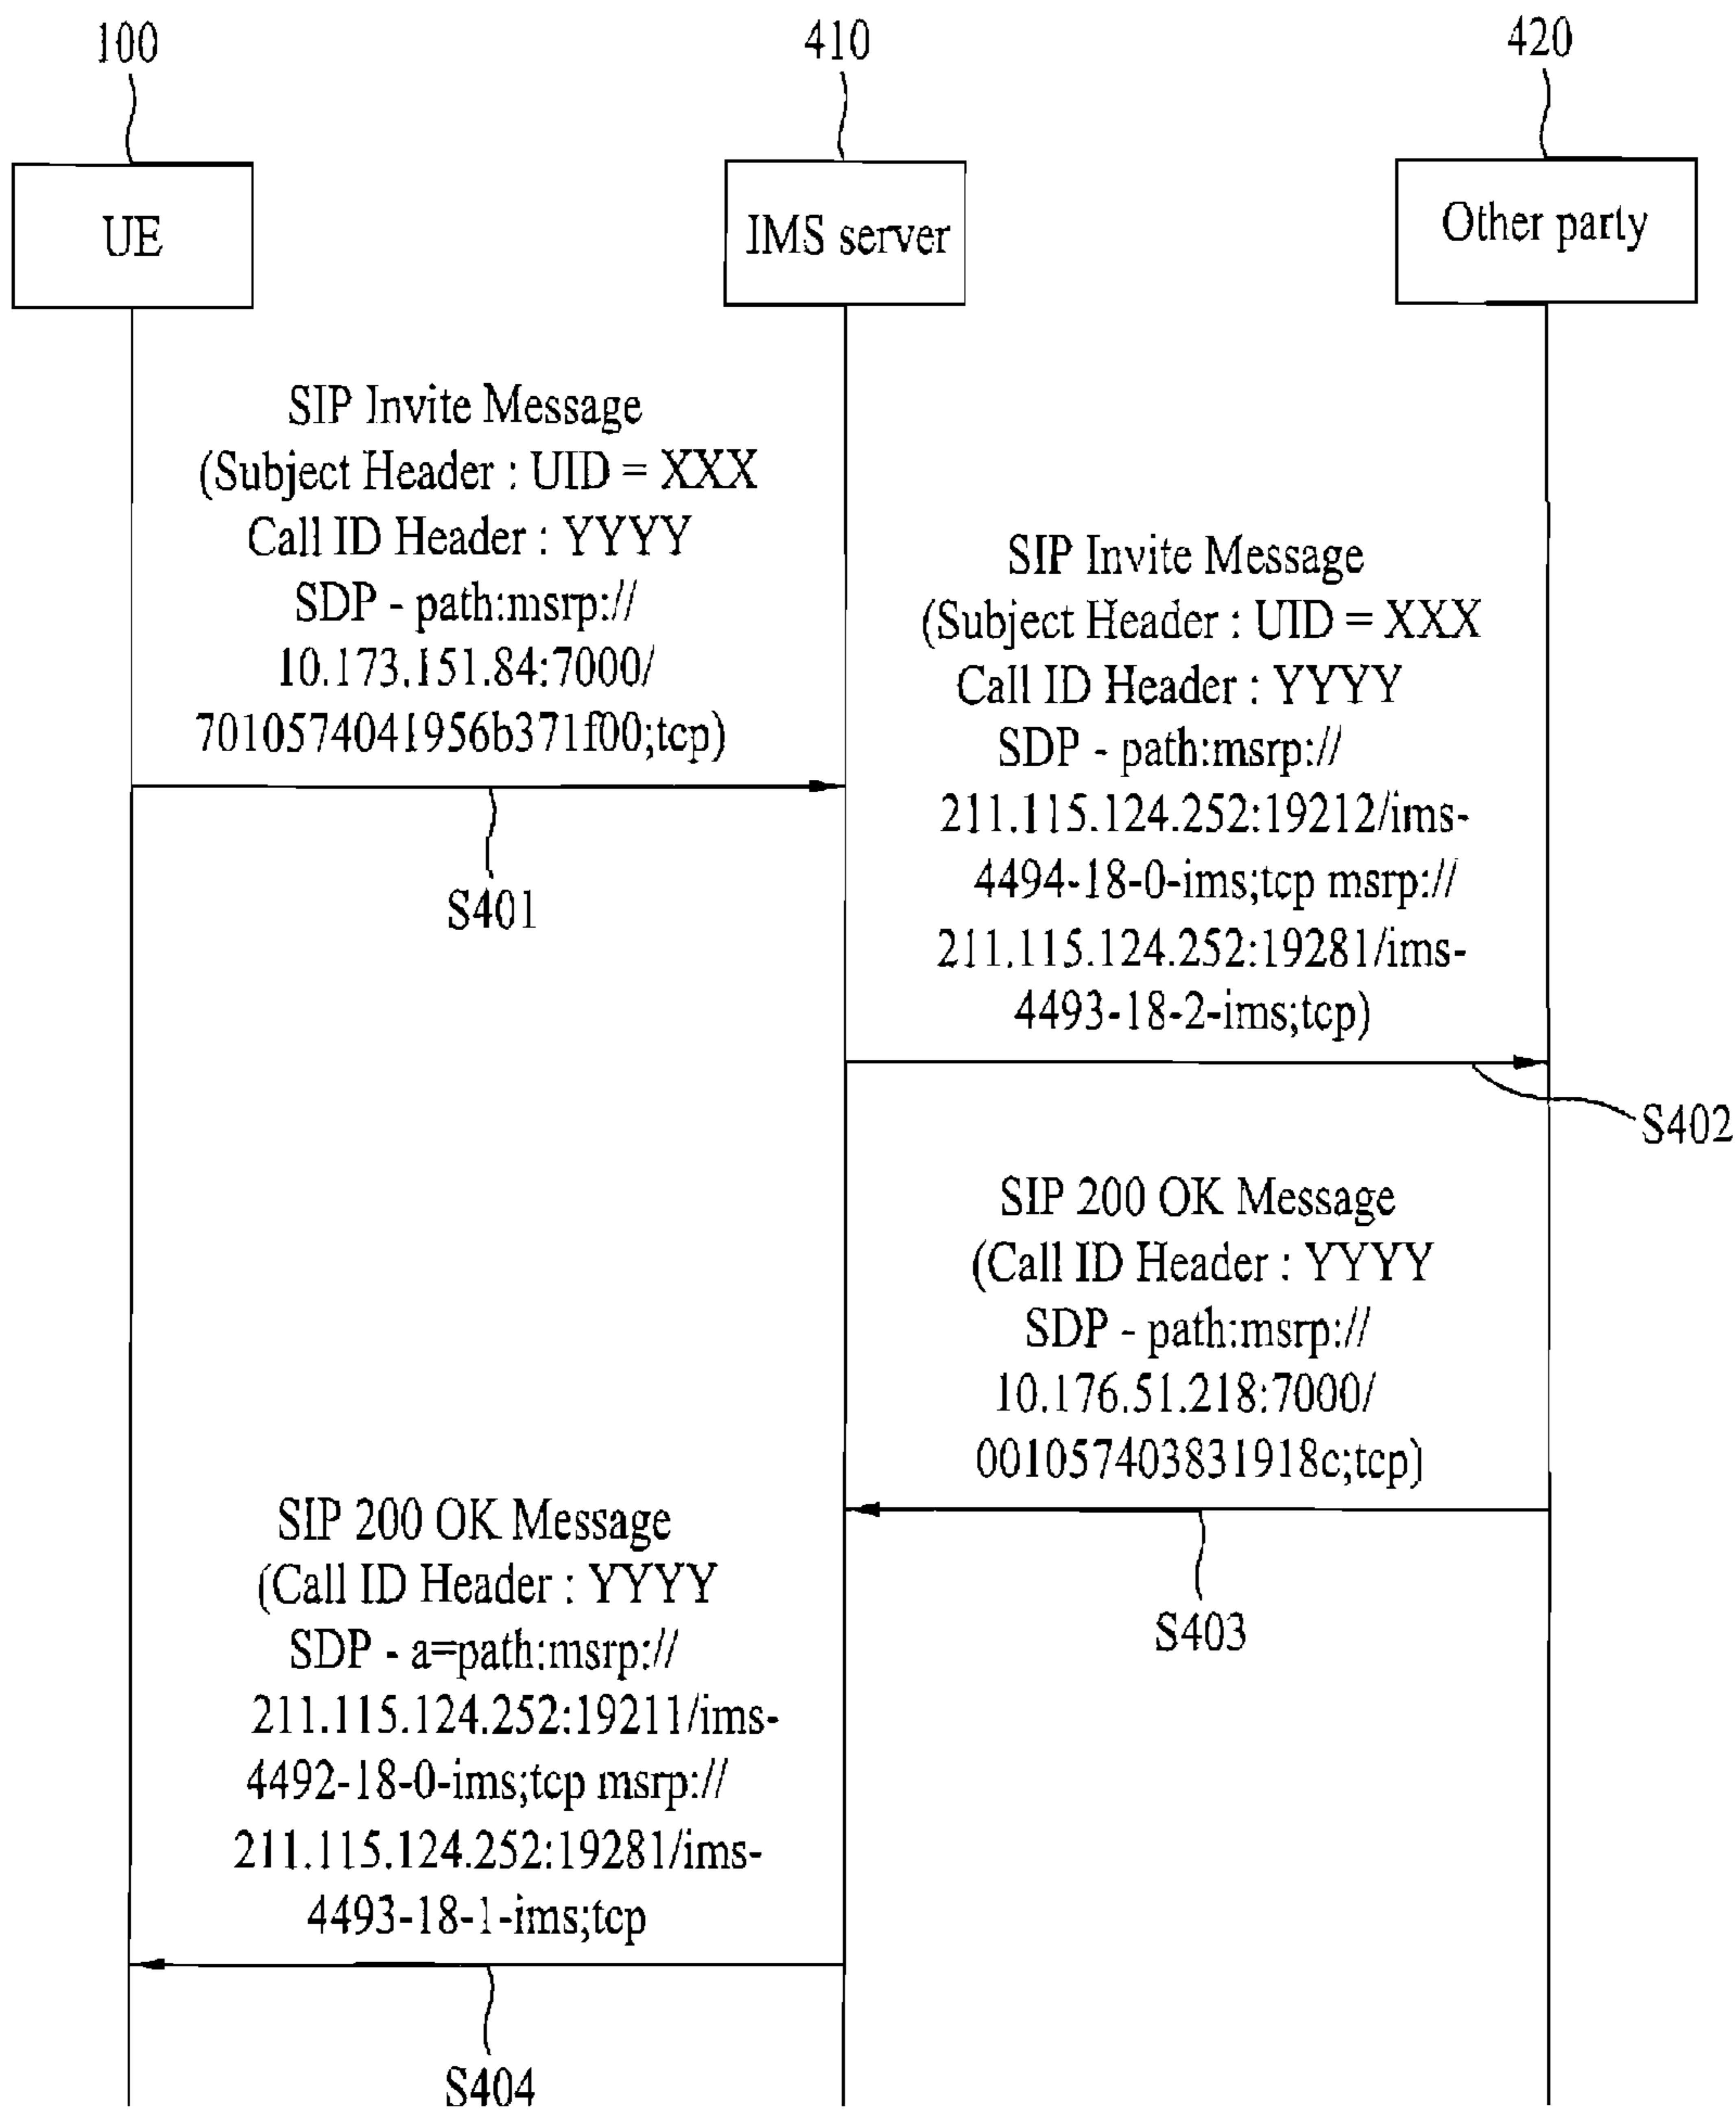 100
410
420
UE
IMS server
Other party
SIP Invite Message
(Subject Header : UID = XXX
Call ID Header : YYYY
SDP - path:msrp://
10.173.151.84:7000/
7010574041956b371f00;tcp)
S401
SIP Invite Message
(Subject Header : UID = XXX
Call ID Header : YYYY
SDP - path:msrp://
211.115.124.252:19212/ims-
4494-18-0-ims;tcp msrp://
211.115.124.252:19281/ims-
4493-18-2-ims;tcp)
S402
SIP 200 OK Message
(Call ID Header : YYYY
SDP - path:msrp://
10.176.51.218:7000/
001057403831918c;tcp)
S403
SIP 200 OK Message
(Call ID Header : YYYY
SDP - a=path:msrp://
211.115.124.252:19211/ims-
4492-18-0-ims;tcp msrp://
211.115.124.252:19281/ims-
4493-18-1-ims;tcp
S404